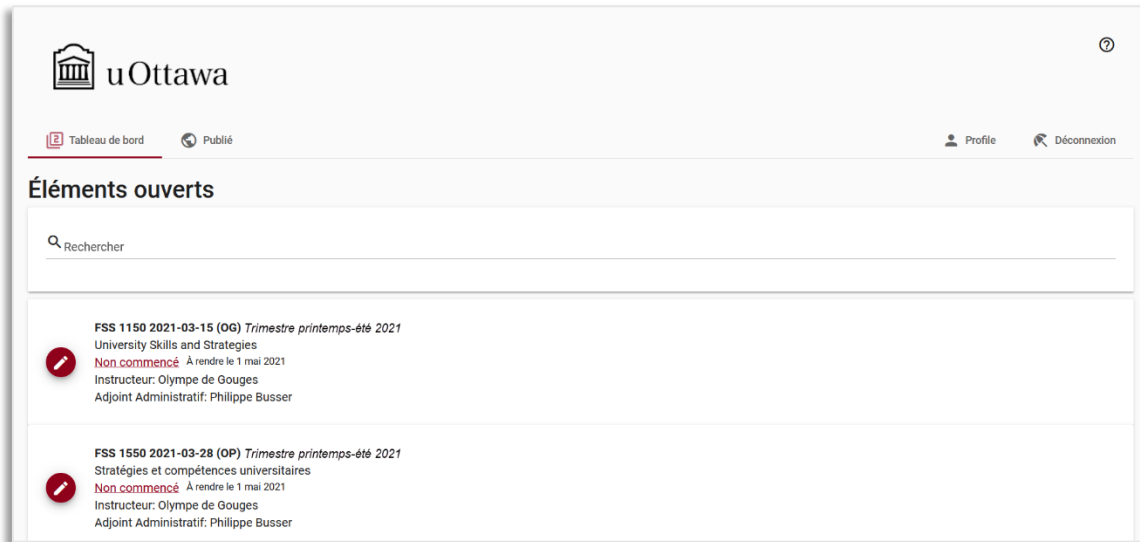 uOttawa
Tableau de bord Publié Profile Déconnexion
Éléments ouverts
Rechercher
FSS 1150 2021-03-15 (OG) Trimestre printemps-été 2021
University Skills and Strategies
Non commencé À rendre le 1 mai 2021
Instructeur: Olympe de Gouges
Adjoint Administratif: Philippe Busser
FSS 1550 2021-03-28 (OP) Trimestre printemps-été 2021
Stratégies et compétences universitaires
Non commencé À rendre le 1 mai 2021
Instructeur: Olympe de Gouges
Adjoint Administratif: Philippe Busser